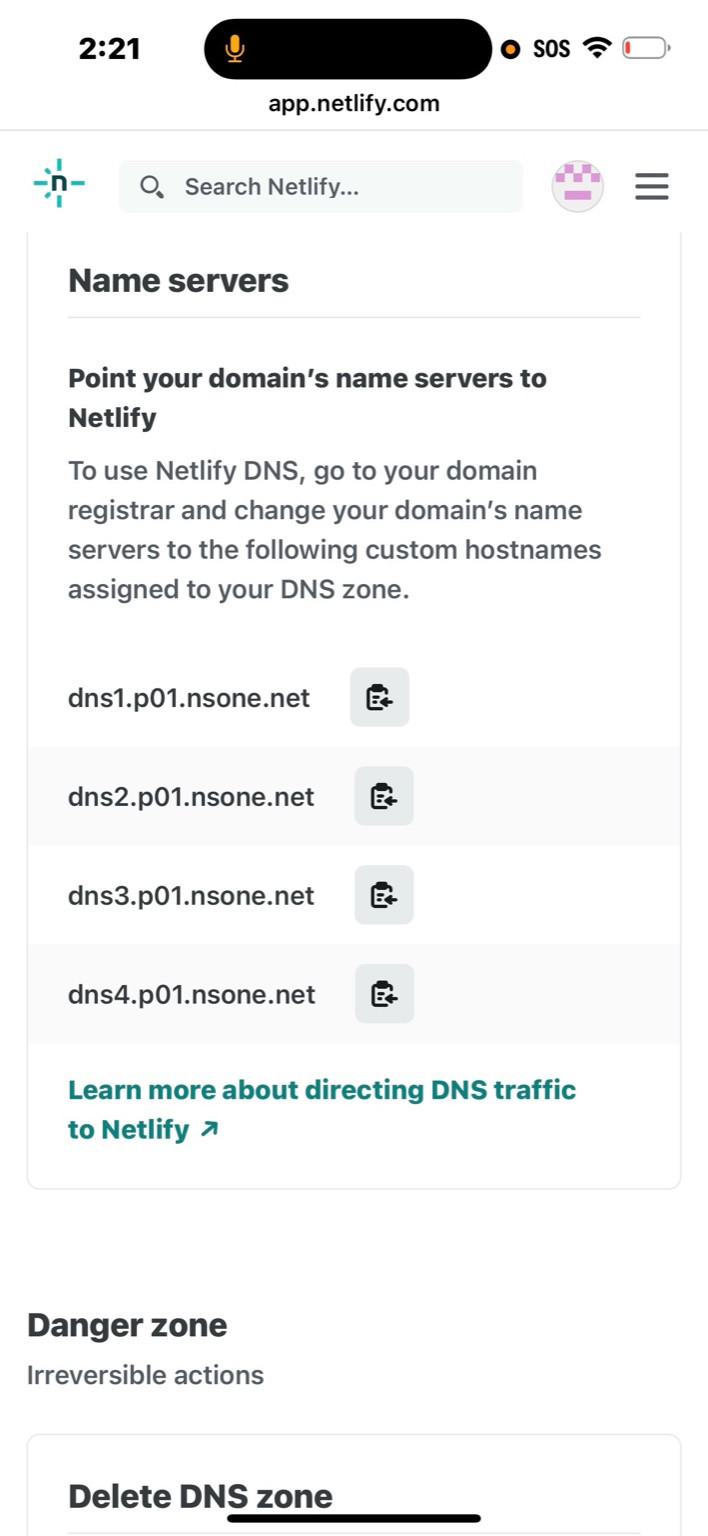 2:21
SOS
app.netlify.com
n
Search Netlify...
Name servers
Point your domain’s name servers to
Netlify
To use Netlify DNS, go to your domain
registrar and change your domain’s name
servers to the following custom hostnames
assigned to your DNS zone.
dns1.p01.nsone.net
dns2.p01.nsone.net
dns3.p01.nsone.net
dns4.p01.nsone.net
Learn more about directing DNS traffic
to Netlify ↗
Danger zone
Irreversible actions
Delete DNS zone